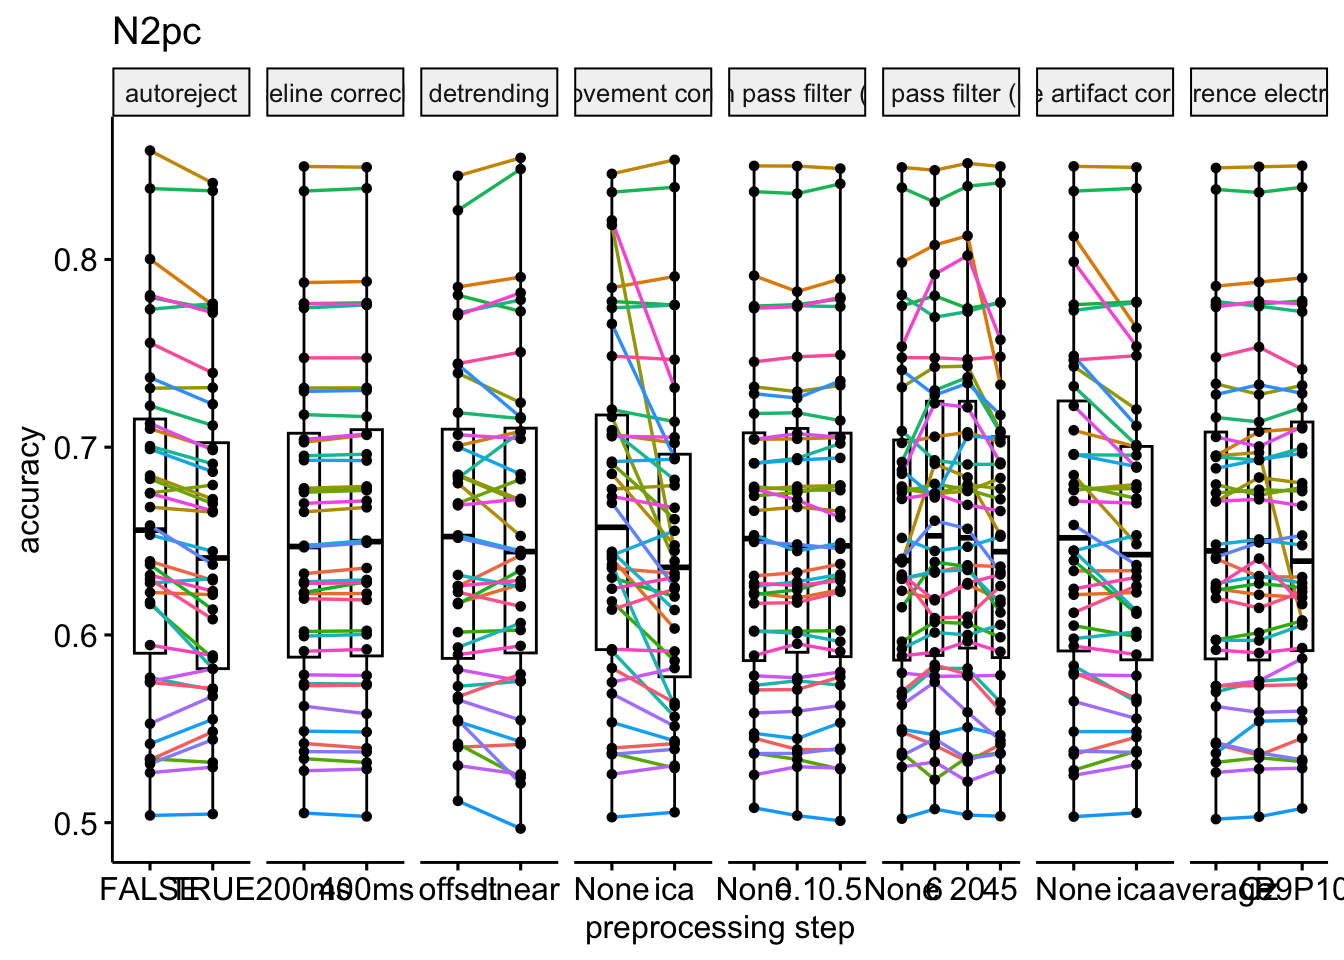 N2pc
autoreject
eline correc
detrending
ovement cor
n pass filter (
pass filter (
e artifact cor
rence electr
accuracy
0.8
0.7
0.6
0.5
FALSE TRUE 200ms 400ms offset linear None ica None 0.1 0.5 None 6 20 45 None ica average Cz P9P10
preprocessing step